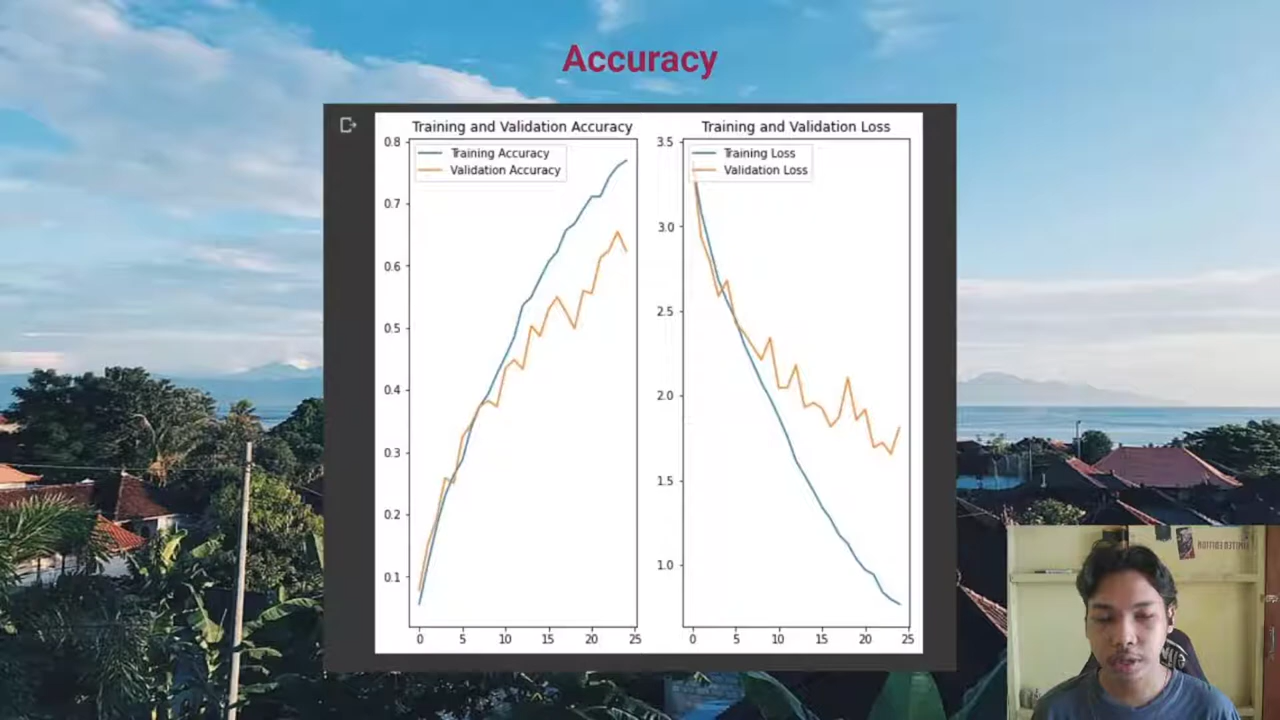 Accuracy
Training and Validation Accuracy
Training Accuracy
Validation Accuracy
0.8
0.7
0.6
0.5
0.4
0.3
0.2
0.1
0 5 10 15 20 25
Training and Validation Loss
Training Loss
Validation Loss
3.5
3.0
2.5
2.0
1.5
1.0
0 5 10 15 20 25
LIMITED EDITION